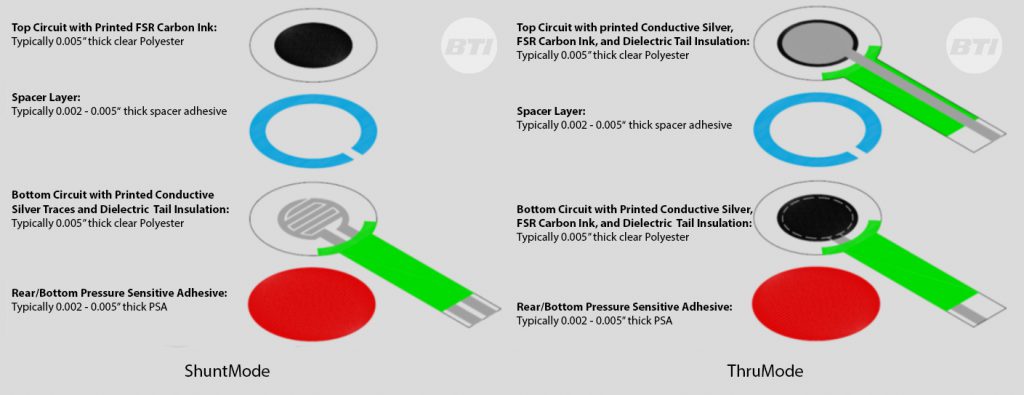 Top Circuit with Printed FSR Carbon Ink:
Typically 0.005” thick clear Polyester
BTI
Spacer Layer:
Typically 0.002 - 0.005“ thick spacer adhesive
Bottom Circuit with Printed Conductive
Silver Traces and Dielectric Tail Insulation:
Typically 0.005” thick clear Polyester
Rear/Bottom Pressure Sensitive Adhesive:
Typically 0.002 - 0.005” thick PSA
ShuntMode
Top Circuit with printed Conductive Silver,
FSR Carbon Ink, and Dielectric Tail Insulation:
Typically 0.005” thick clear Polyester
BTI
Spacer Layer:
Typically 0.002 - 0.005“ thick spacer adhesive
Bottom Circuit with Printed Conductive Silver,
FSR Carbon Ink, and Dielectric Tail Insulation:
Typically 0.005” thick clear Polyester
Rear/Bottom Pressure Sensitive Adhesive:
Typically 0.002 - 0.005” thick PSA
ThruMode